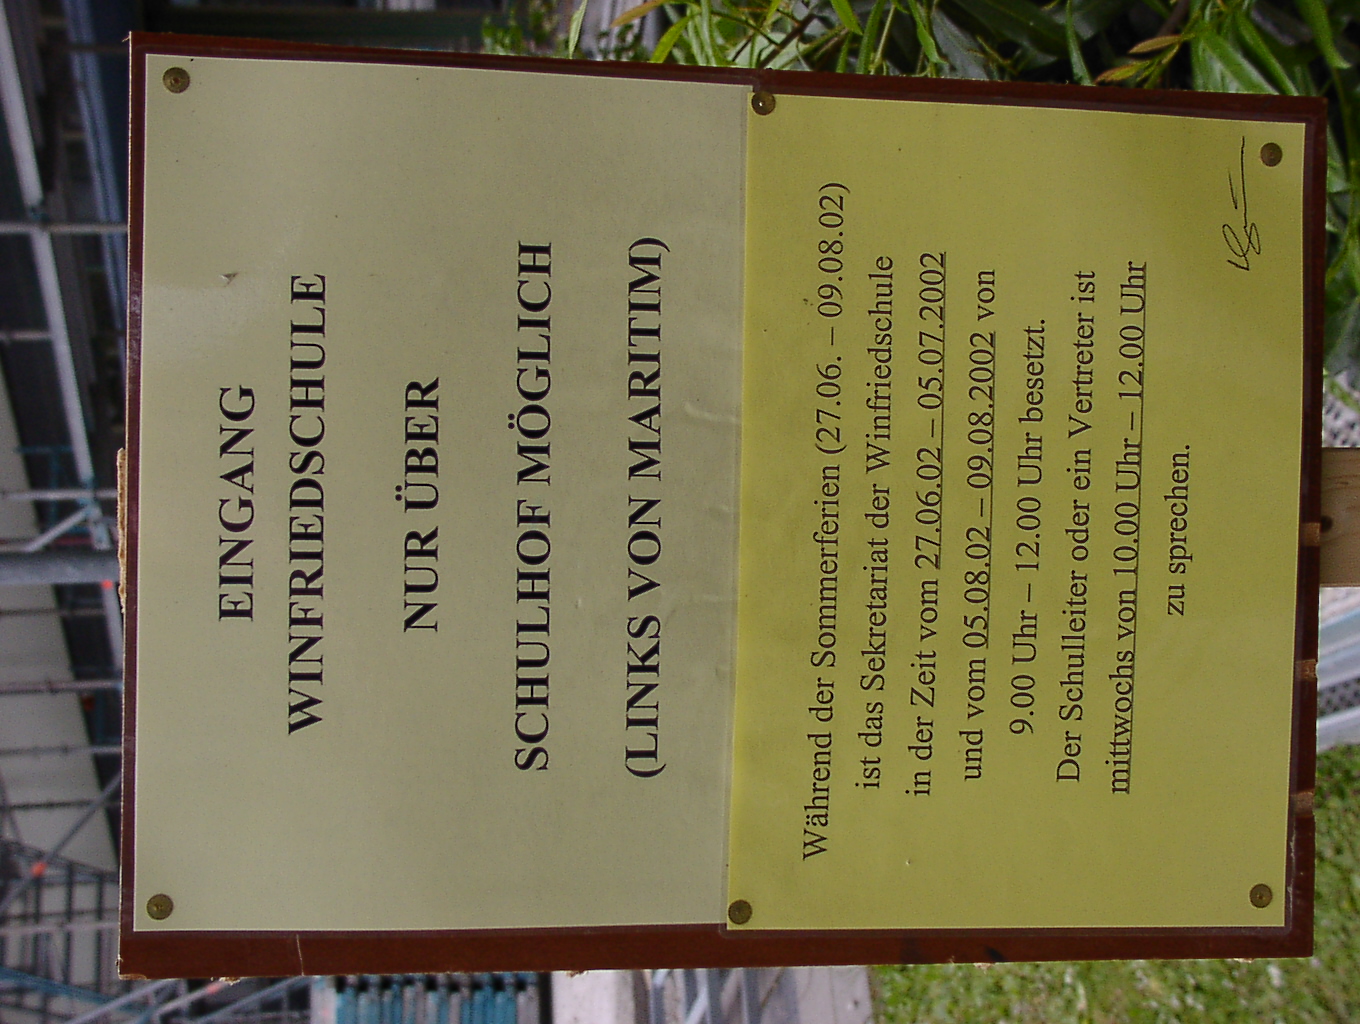 EINGANG
WINFRIEDSCHULE
NUR ÜBER
SCHULHOF MÖGLICH
(LINKS VON MARITIM)
Während der Sommerferien (27.06. – 09.08.02)
ist das Sekretariat der Winfriedschule
in der Zeit vom 27.06.02 – 05.07.2002
und vom 05.08.02 – 09.08.2002 von
9.00 Uhr – 12.00 Uhr besetzt.
Der Schulleiter oder ein Vertreter ist
mittwochs von 10.00 Uhr – 12.00 Uhr
zu sprechen.